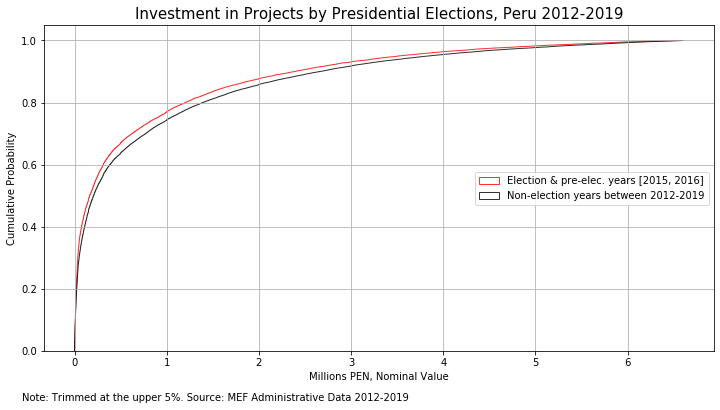 Investment in Projects by Presidential Elections, Peru 2012-2019
1.0
0.8
0.6
0.4
0.2
0.0
Cumulative Probability
Election & pre-elec. years [2015, 2016]
Non-election years between 2012-2019
0 1 2 3 4 5 6
Millions PEN, Nominal Value
Note: Trimmed at the upper 5%. Source: MEF Administrative Data 2012-2019